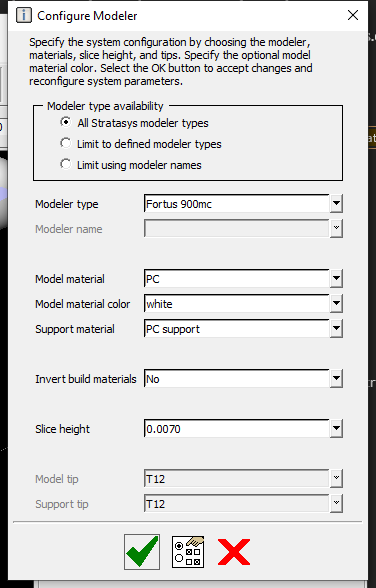 Configure Modeler
Specify the system configuration by choosing the modeler,
materials, slice height, and tips. Specify the optional model
material color. Select the OK button to accept changes and
reconfigure system parameters.
Modeler type availability
All Stratasys modeler types
Limit to defined modeler types
Limit using modeler names
Modeler type Fortus 900mc
Modeler name
Model material PC
Model material color white
Support material PC support
Invert build materials No
Slice height 0.0070
Model tip T12
Support tip T12